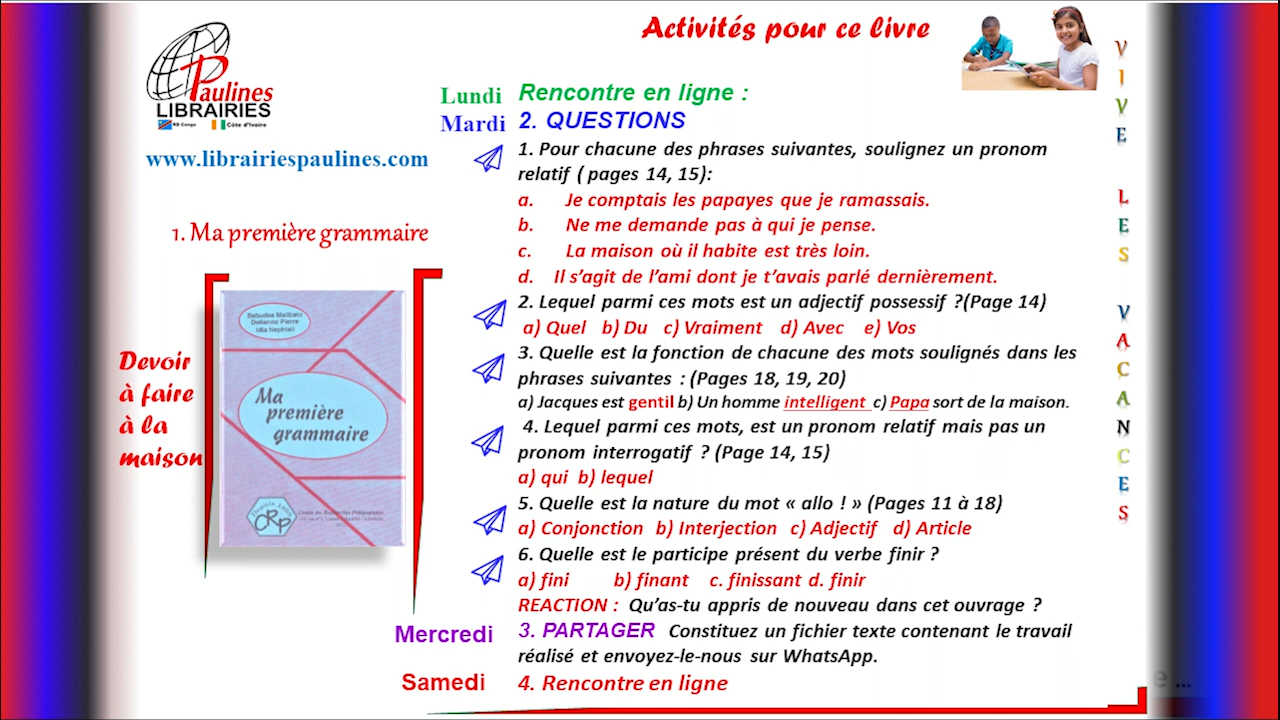 Activités pour ce livre
Paulines
LIBRAIRIES
RD Congo Côte d'Ivoire
www.librairiespaulines.com
1. Ma première grammaire
Devoir
à faire
à la
maison
Babudaa Malibato
Detienne Pierre
Idia Nephtali
Ma
première
grammaire
Depuis
CRP
Lundi Rencontre en ligne :
Mardi 2. QUESTIONS
1. Pour chacune des phrases suivantes, soulignez un pronom
relatif ( pages 14, 15):
a. Je comptais les papayes que je ramassais.
b. Ne me demande pas à qui je pense.
c. La maison où il habite est très loin.
d. Il s'agit de l'ami dont je t'avais parlé dernièrement.
2. Lequel parmi ces mots est un adjectif possessif ?(Page 14)
a) Quel b) Du c) Vraiment d) Avec e) Vos
3. Quelle est la fonction de chacune des mots soulignés dans les
phrases suivantes : (Pages 18, 19, 20)
a) Jacques est gentil b) Un homme intelligent c) Papa sort de la maison.
4. Lequel parmi ces mots, est un pronom relatif mais pas un
pronom interrogatif ? (Page 14, 15)
a) qui b) lequel
5. Quelle est la nature du mot « allo ! » (Pages 11 à 18)
a) Conjonction b) Interjection c) Adjectif d) Article
6. Quelle est le participe présent du verbe finir ?
a) fini b) finant c. finissant d. finir
REACTION : Qu'as-tu appris de nouveau dans cet ouvrage ?
Mercredi 3. PARTAGER Constituez un fichier texte contenant le travail
réalisé et envoyez-le-nous sur WhatsApp.
Samedi 4. Rencontre en ligne
VIVE LES VACANCES
e ...